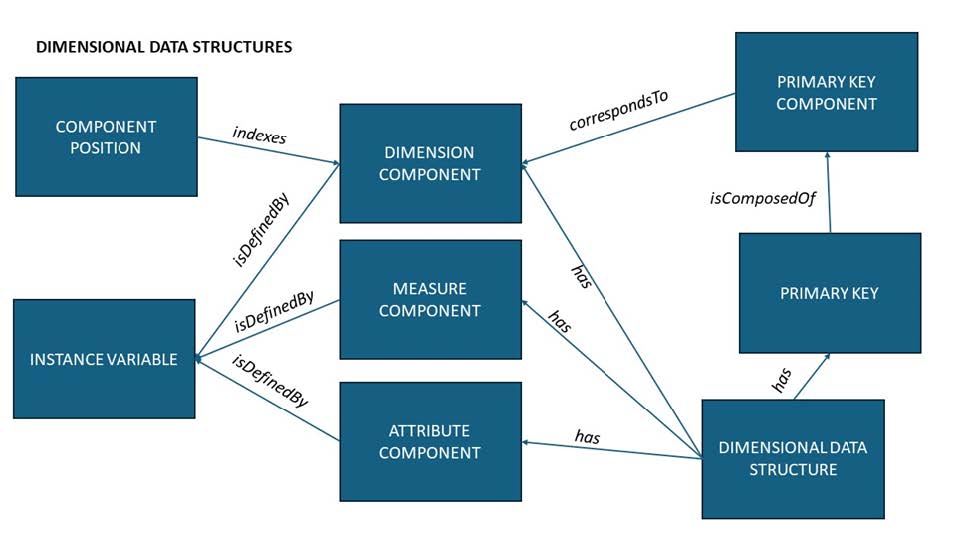 DIMENSIONAL DATA STRUCTURES
COMPONENT
POSITION
indexes
DIMENSION
COMPONENT
correspondsTo
PRIMARY KEY
COMPONENT
isComposedOf
isDefinedBy
has
PRIMARY KEY
MEASURE
COMPONENT
isDefinedBy
has
INSTANCE VARIABLE
isDefinedBy
has
ATTRIBUTE
COMPONENT
has
DIMENSIONAL DATA
STRUCTURE